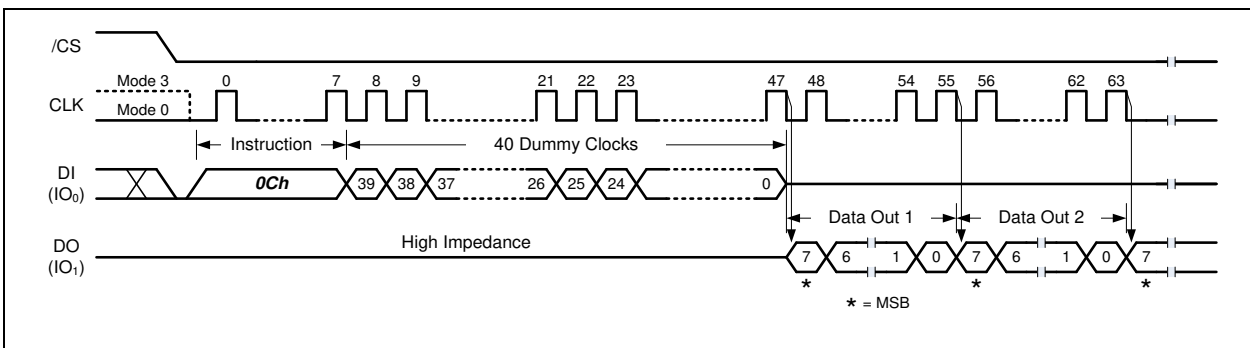 /CS
Mode 3 0 7 8 9 21 22 23 47 48 54 55 56 62 63
CLK
Mode 0
Instruction 40 Dummy Clocks
DI
(IO0) 0Ch 39 38 37 26 25 24 0
Data Out 1 Data Out 2
High Impedance
DO
(IO1) 7 6 1 0 7 6 1 0 7
* * *
* = MSB